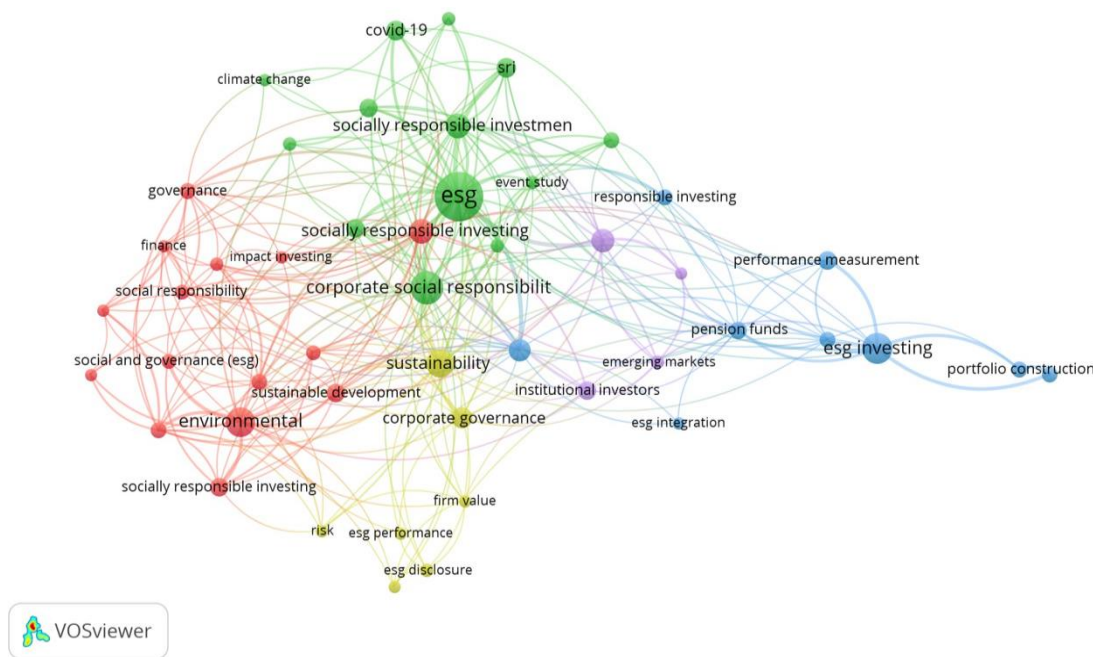 covid-19
sri
climate change
socially responsible investmen
event study
esg
governance
responsible investing
socially responsible investing
finance
impact investing
performance measurement
corporate social responsibilit
social responsibility
pension funds
esg investing
social and governance (esg)
sustainability
emerging markets
portfolio construction
sustainable development
institutional investors
environmental
corporate governance
esg integration
socially responsible investing
firm value
risk
esg performance
esg disclosure
VOSviewer